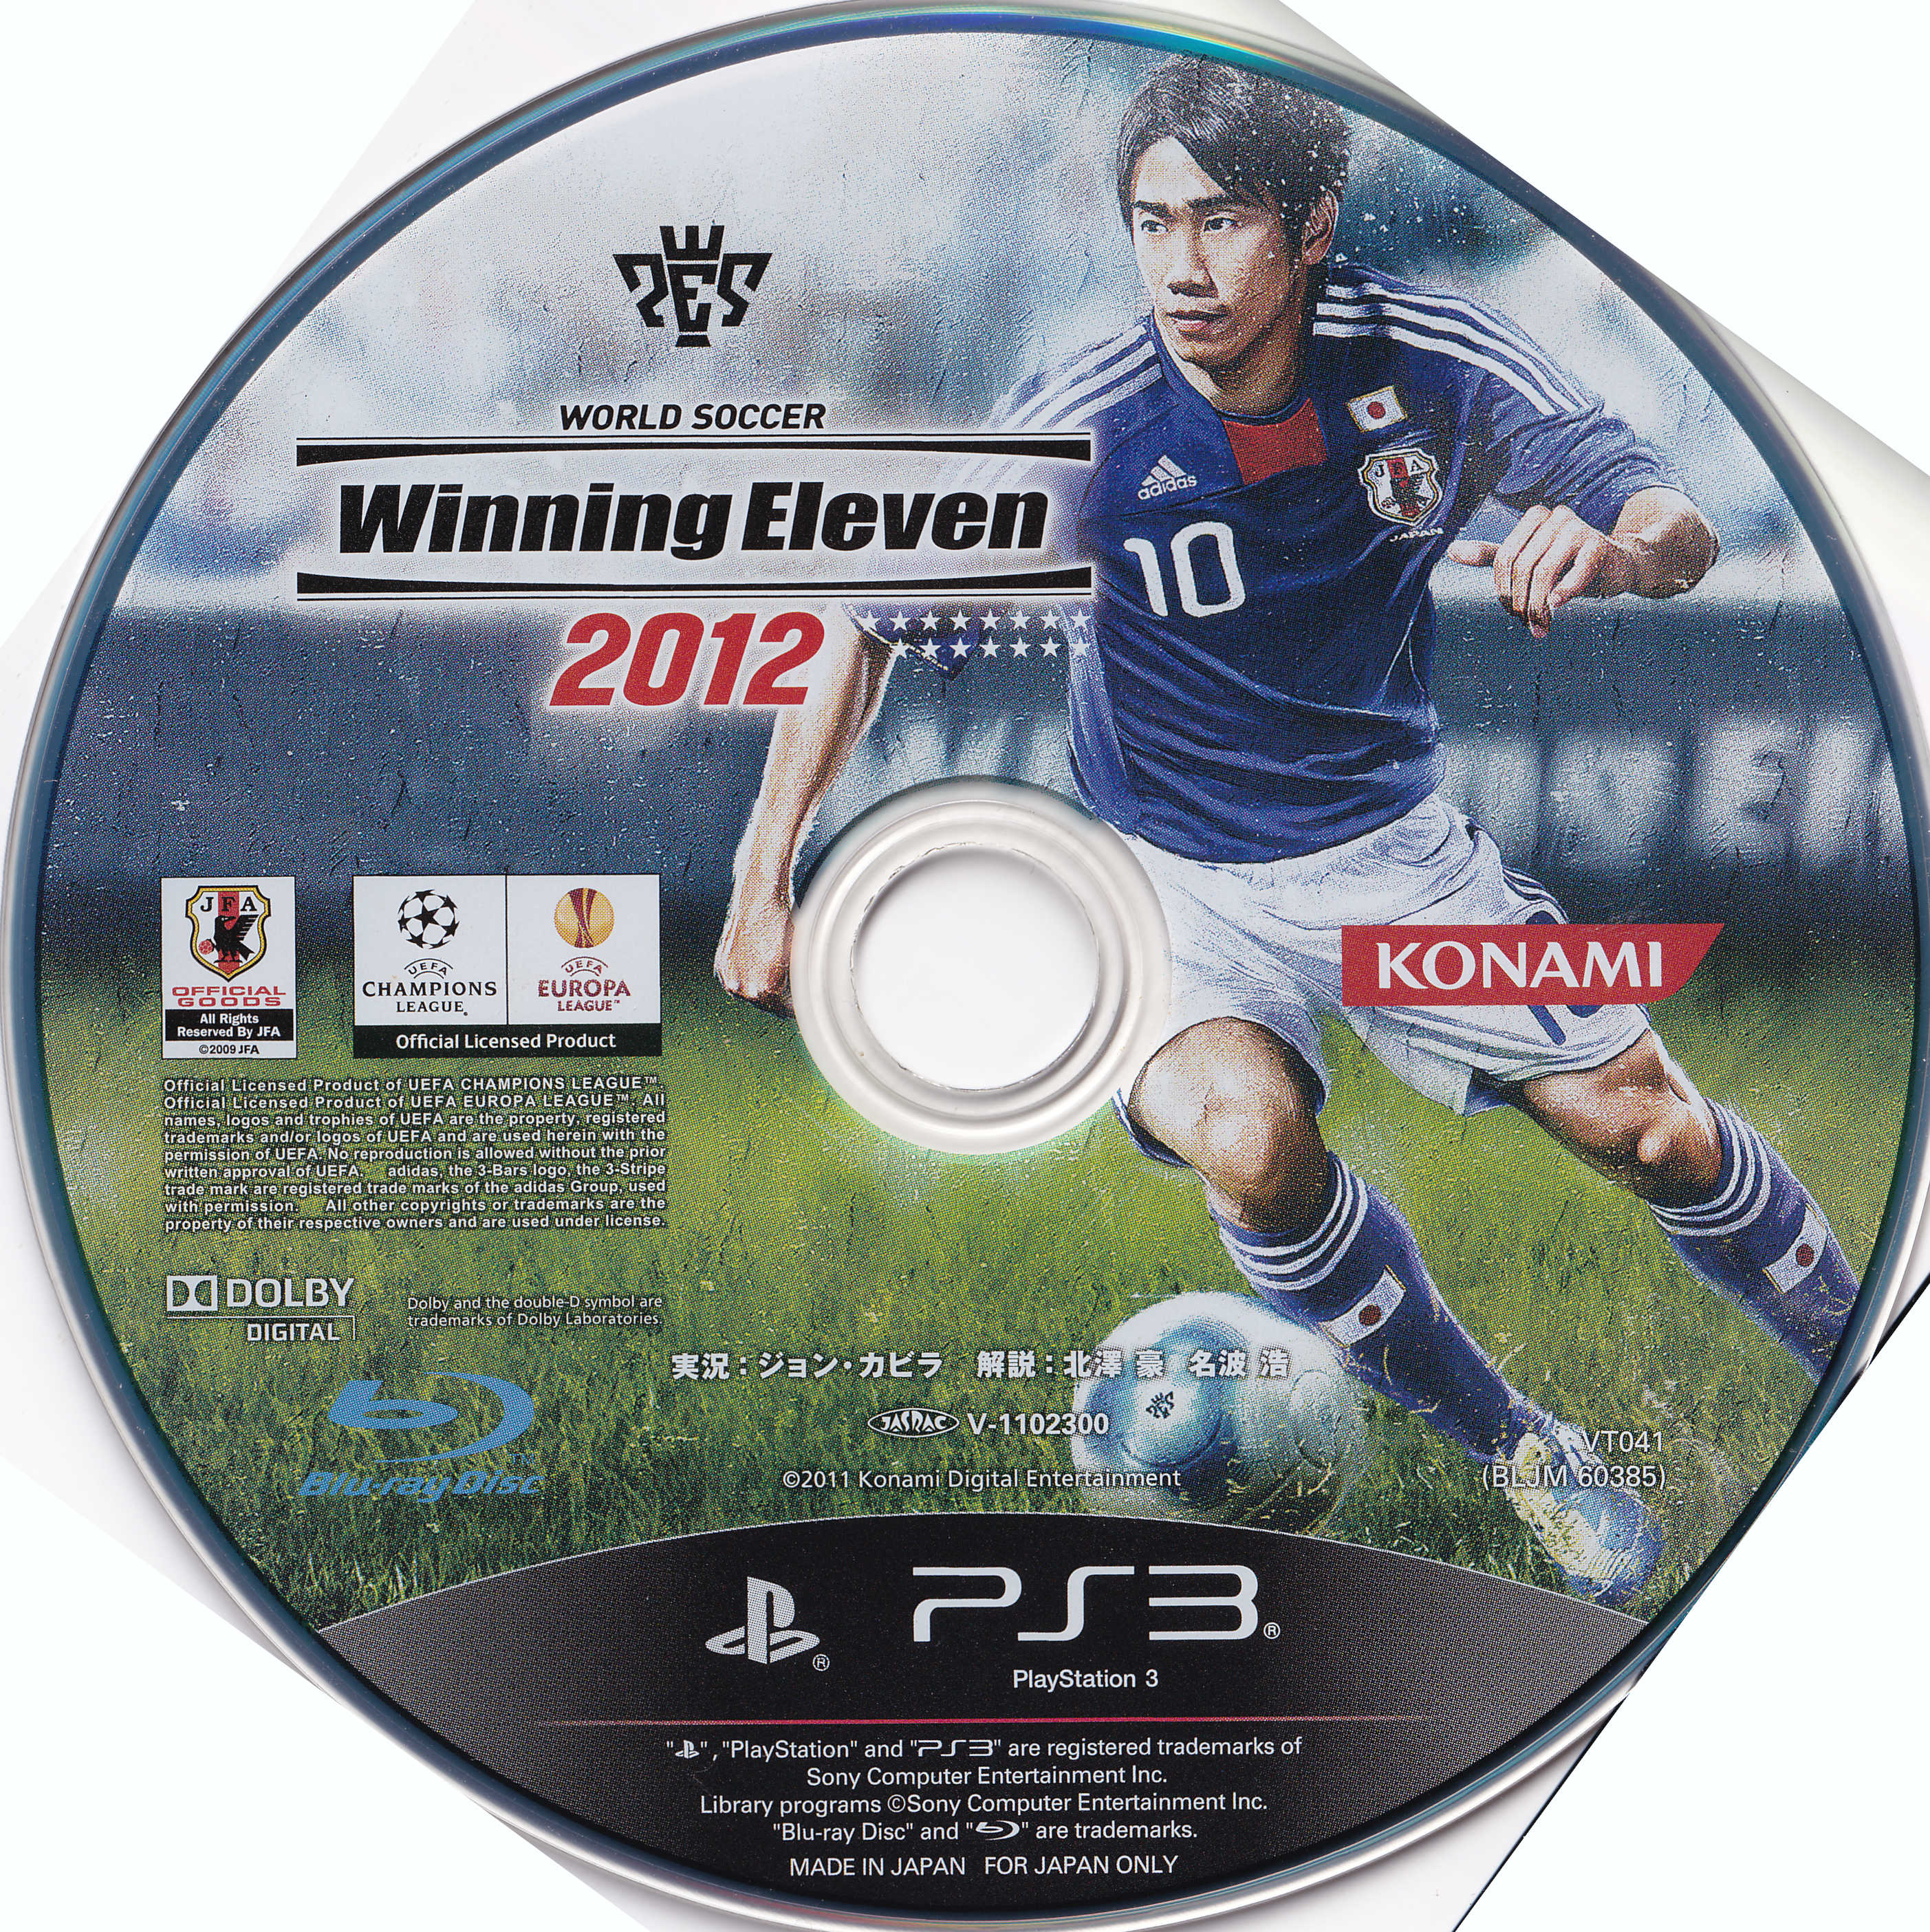 PES
WORLD SOCCER
Winning Eleven
2012
JFA
adidas
10
JAPAN
KONAMI
JFA
OFFICIAL
GOODS
All Rights
Reserved By JFA
©2009 JFA
UEFA
CHAMPIONS
LEAGUE®
UEFA
EUROPA
LEAGUE™
Official Licensed Product
Official Licensed Product of UEFA CHAMPIONS LEAGUE™.
Official Licensed Product of UEFA EUROPA LEAGUE™. All
names, logos and trophies of UEFA are the property, registered
trademarks and/or logos of UEFA and are used herein with the
permission of UEFA. No reproduction is allowed without the prior
written approval of UEFA. adidas, the 3-Bars logo, the 3-Stripe
trade mark are registered trade marks of the adidas Group, used
with permission. All other copyrights or trademarks are the
property of their respective owners and are used under license.
DOLBY
DIGITAL
Dolby and the double-D symbol are
trademarks of Dolby Laboratories.
実況：ジョン・カビラ 解説：北澤 豪 名波 浩
JASRAC V-1102300
Blu-ray Disc™
©2011 Konami Digital Entertainment
VT041
(BLJM 60385)
PS3®
PlayStation 3
" ", "PlayStation" and "PS3" are registered trademarks of
Sony Computer Entertainment Inc.
Library programs ©Sony Computer Entertainment Inc.
"Blu-ray Disc" and " " are trademarks.
MADE IN JAPAN FOR JAPAN ONLY